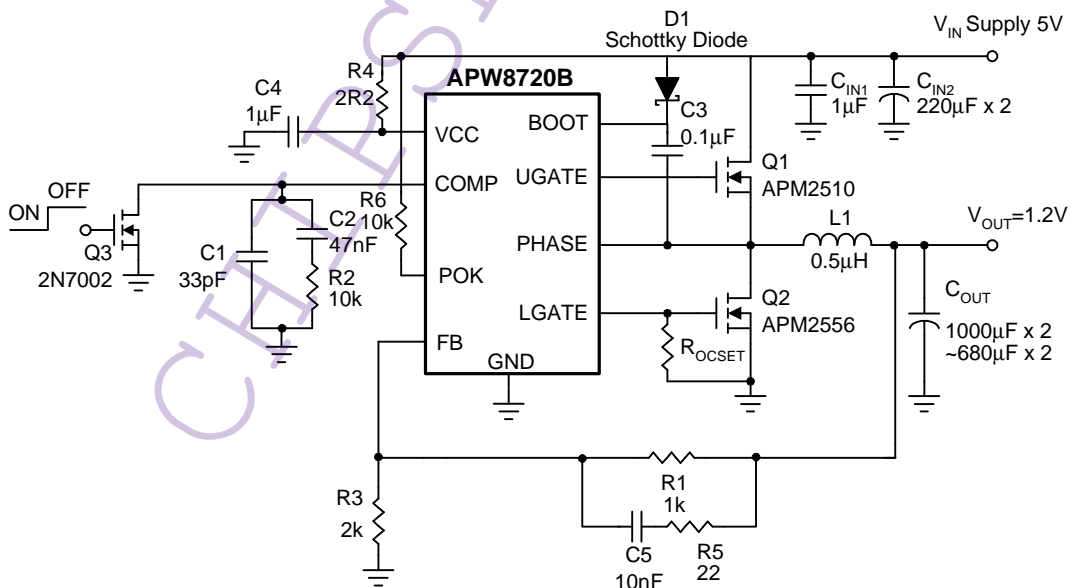 D1
Schottky Diode
V_IN Supply 5V
R4
2R2
APW8720B
C4
1µF
C3
0.1µF
C_IN1
1µF
C_IN2
220µF x 2
VCC
BOOT
COMP
UGATE
Q1
APM2510
OFF
ON
Q3
2N7002
R6
10k
C2
47nF
C1
33pF
R2
10k
PHASE
L1
0.5µH
V_OUT=1.2V
POK
LGATE
Q2
APM2556
R_OCSET
C_OUT
1000µF x 2
~680µF x 2
FB
GND
R3
2k
R1
1k
C5
10nF
R5
22
CHIPS